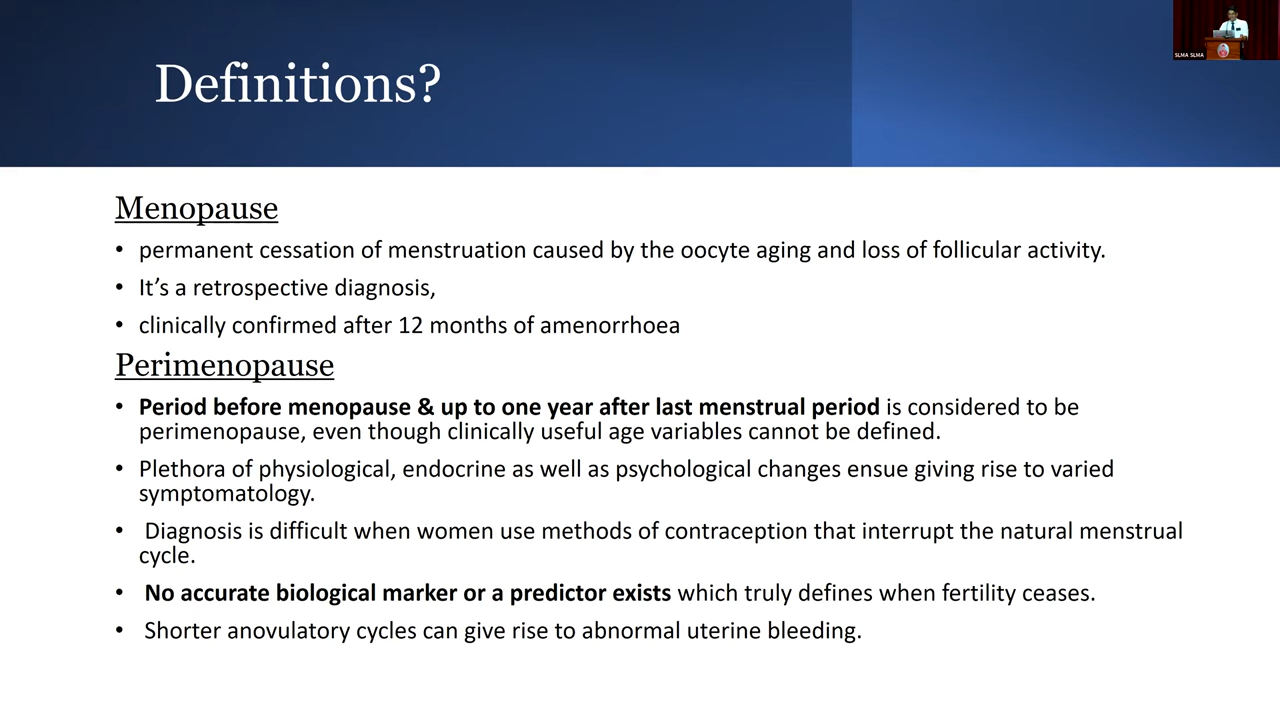 Definitions?
SLMA SLMA
Menopause
• permanent cessation of menstruation caused by the oocyte aging and loss of follicular activity.
• It’s a retrospective diagnosis,
• clinically confirmed after 12 months of amenorrhoea
Perimenopause
• Period before menopause & up to one year after last menstrual period is considered to be
perimenopause, even though clinically useful age variables cannot be defined.
• Plethora of physiological, endocrine as well as psychological changes ensue giving rise to varied
symptomatology.
• Diagnosis is difficult when women use methods of contraception that interrupt the natural menstrual
cycle.
• No accurate biological marker or a predictor exists which truly defines when fertility ceases.
• Shorter anovulatory cycles can give rise to abnormal uterine bleeding.